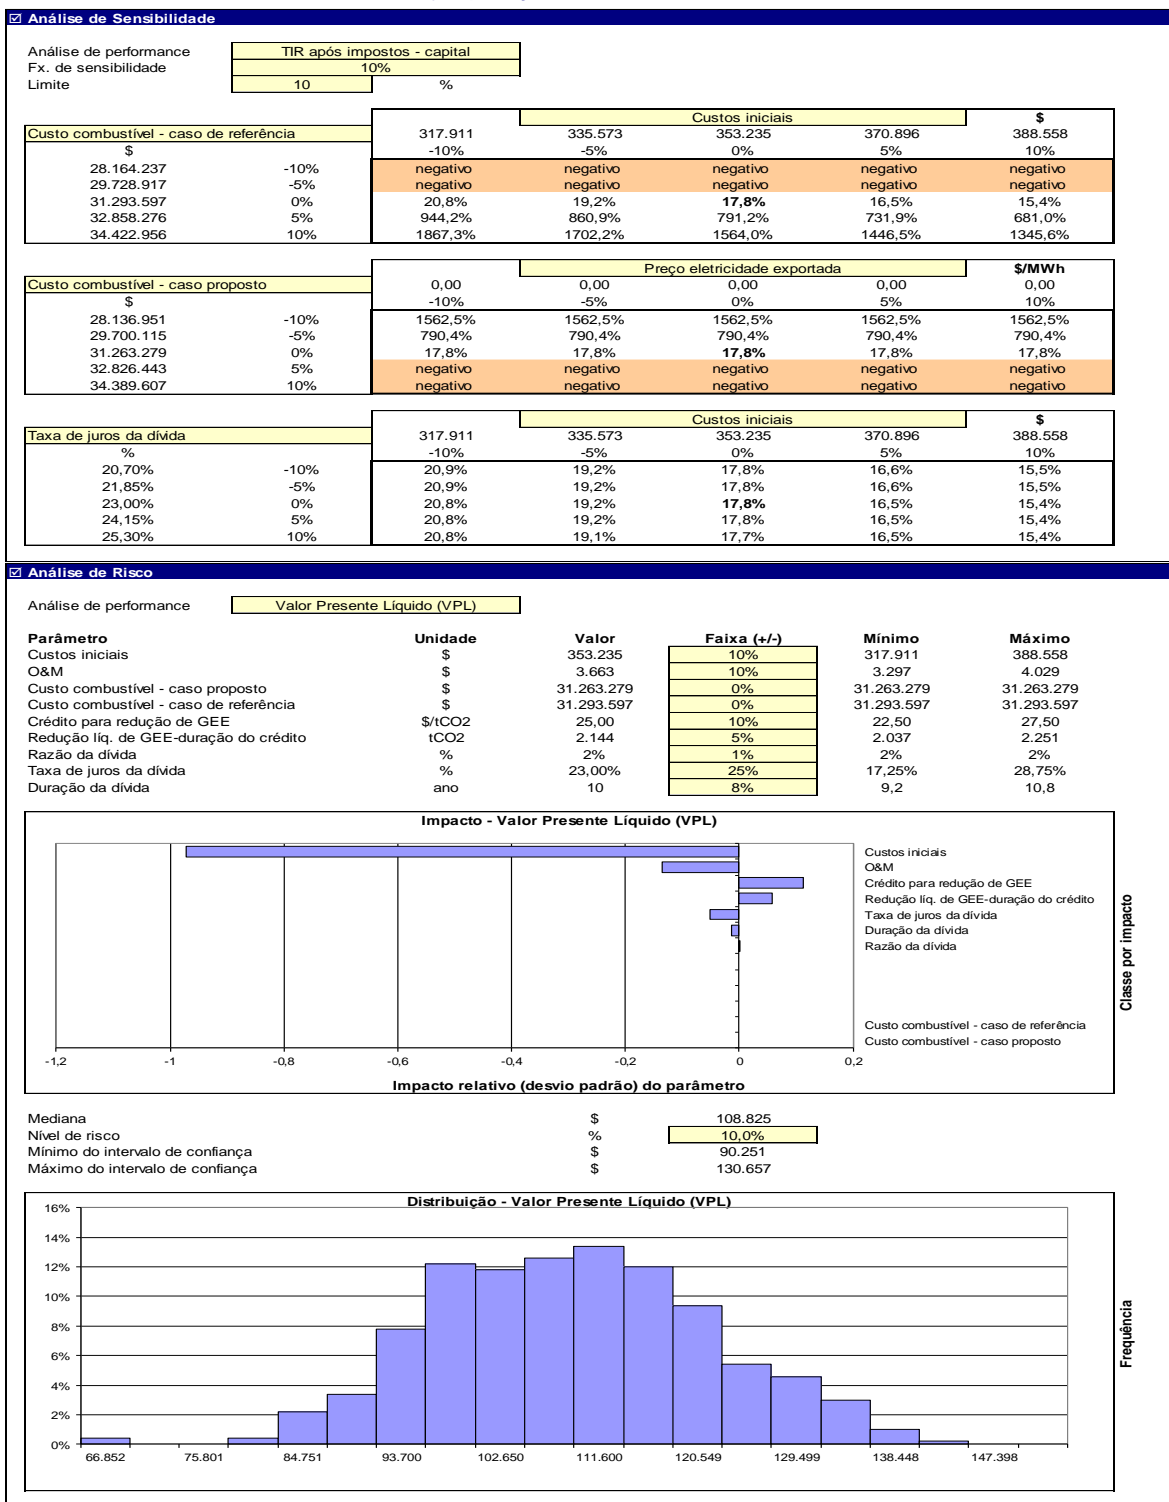 Análise de Sensibilidade
Análise de performance TIR após impostos - capital
Fx. de sensibilidade 10%
Limite 10 %
Custos iniciais $
Custo combustível - caso de referência 317.911 335.573 353.235 370.896 388.558
$ -10% -5% 0% 5% 10%
28.164.237 -10% negativo negativo negativo negativo negativo
29.728.917 -5% negativo negativo negativo negativo negativo
31.293.597 0% 20,8% 19,2% 17,8% 16,5% 15,4%
32.858.276 5% 944,2% 860,9% 791,2% 731,9% 681,0%
34.422.956 10% 1867,3% 1702,2% 1564,0% 1446,5% 1345,6%
Preço eletricidade exportada $/MWh
Custo combustível - caso proposto 0,00 0,00 0,00 0,00 0,00
$ -10% -5% 0% 5% 10%
28.136.951 -10% 1562,5% 1562,5% 1562,5% 1562,5% 1562,5%
29.700.115 -5% 790,4% 790,4% 790,4% 790,4% 790,4%
31.263.279 0% 17,8% 17,8% 17,8% 17,8% 17,8%
32.826.443 5% negativo negativo negativo negativo negativo
34.389.607 10% negativo negativo negativo negativo negativo
Custos iniciais $
Taxa de juros da dívida 317.911 335.573 353.235 370.896 388.558
% -10% -5% 0% 5% 10%
20,70% -10% 20,9% 19,2% 17,8% 16,6% 15,5%
21,85% -5% 20,9% 19,2% 17,8% 16,6% 15,5%
23,00% 0% 20,8% 19,2% 17,8% 16,5% 15,4%
24,15% 5% 20,8% 19,2% 17,8% 16,5% 15,4%
25,30% 10% 20,8% 19,1% 17,7% 16,5% 15,4%
Análise de Risco
Análise de performance Valor Presente Líquido (VPL)
Parâmetro Unidade Valor Faixa (+/-) Mínimo Máximo
Custos iniciais $ 353.235 10% 317.911 388.558
O&M $ 3.663 10% 3.297 4.029
Custo combustível - caso proposto $ 31.263.279 0% 31.263.279 31.263.279
Custo combustível - caso de referência $ 31.293.597 0% 31.293.597 31.293.597
Crédito para redução de GEE $/tCO2 25,00 10% 22,50 27,50
Redução líq. de GEE-duração do crédito tCO2 2.144 5% 2.037 2.251
Razão da dívida % 2% 1% 2% 2%
Taxa de juros da dívida % 23,00% 25% 17,25% 28,75%
Duração da dívida ano 10 8% 9,2 10,8
Impacto - Valor Presente Líquido (VPL)
Custos iniciais
O&M
Crédito para redução de GEE
Redução líq. de GEE-duração do crédito
Taxa de juros da dívida
Duração da dívida
Razão da dívida
Custo combustível - caso de referência
Custo combustível - caso proposto
Classe por impacto
-1,2 -1 -0,8 -0,6 -0,4 -0,2 0 0,2
Impacto relativo (desvio padrão) do parâmetro
Mediana $ 108.825
Nível de risco % 10,0%
Mínimo do intervalo de confiança $ 90.251
Máximo do intervalo de confiança $ 130.657
Distribuição - Valor Presente Líquido (VPL)
16%
14%
12%
10%
8%
6%
4%
2%
0%
Frequência
66.852 75.801 84.751 93.700 102.650 111.600 120.549 129.499 138.448 147.398